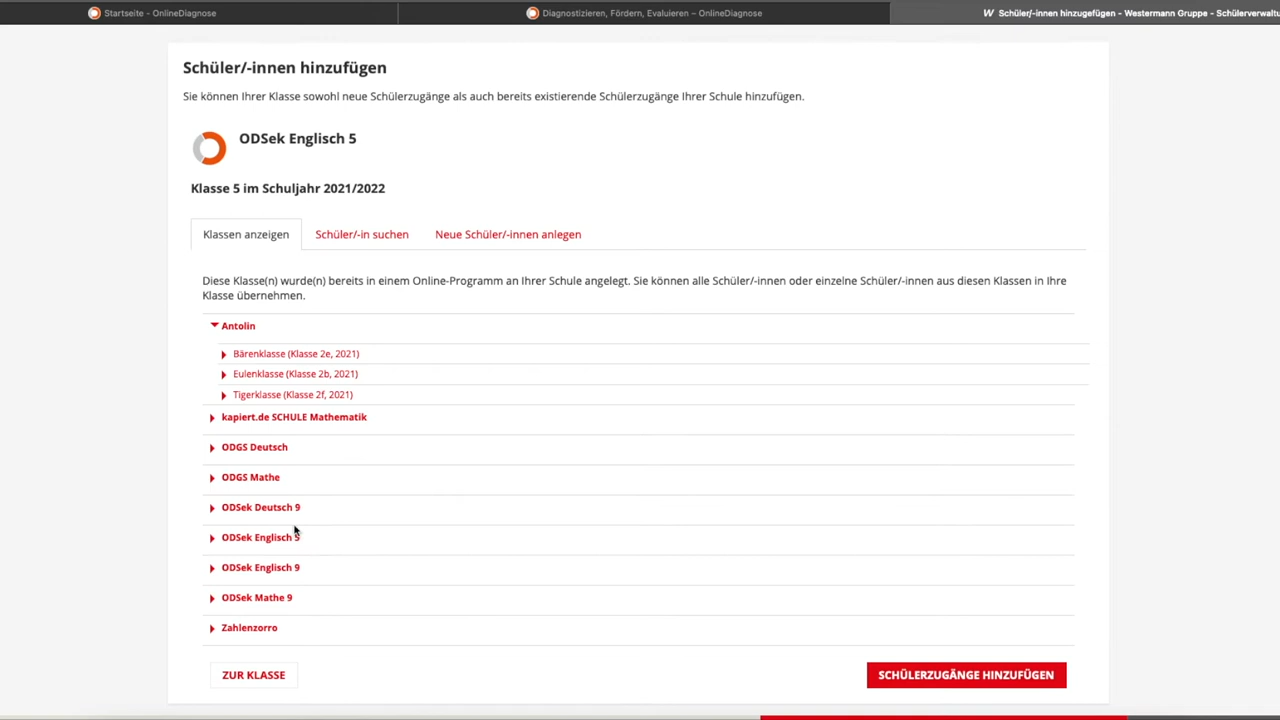 Startseite - OnlineDiagnose
Diagnostizieren, Fördern, Evaluieren – OnlineDiagnose
W Schüler/-innen hinzugefügen - Westermann Gruppe - Schülerverwaltu
Schüler/-innen hinzufügen
Sie können Ihrer Klasse sowohl neue Schülerzugänge als auch bereits existierende Schülerzugänge Ihrer Schule hinzufügen.
ODSek Englisch 5
Klasse 5 im Schuljahr 2021/2022
Klassen anzeigen
Schüler/-in suchen
Neue Schüler/-innen anlegen
Diese Klasse(n) wurde(n) bereits in einem Online-Programm an Ihrer Schule angelegt. Sie können alle Schüler/-innen oder einzelne Schüler/-innen aus diesen Klassen in Ihre
Klasse übernehmen.
Antolin
Bärenklasse (Klasse 2e, 2021)
Eulenklasse (Klasse 2b, 2021)
Tigerklasse (Klasse 2f, 2021)
kapiert.de SCHULE Mathematik
ODGS Deutsch
ODGS Mathe
ODSek Deutsch 9
ODSek Englisch 5
ODSek Englisch 9
ODSek Mathe 9
Zahlenzorro
ZUR KLASSE
SCHÜLERZUGÄNGE HINZUFÜGEN